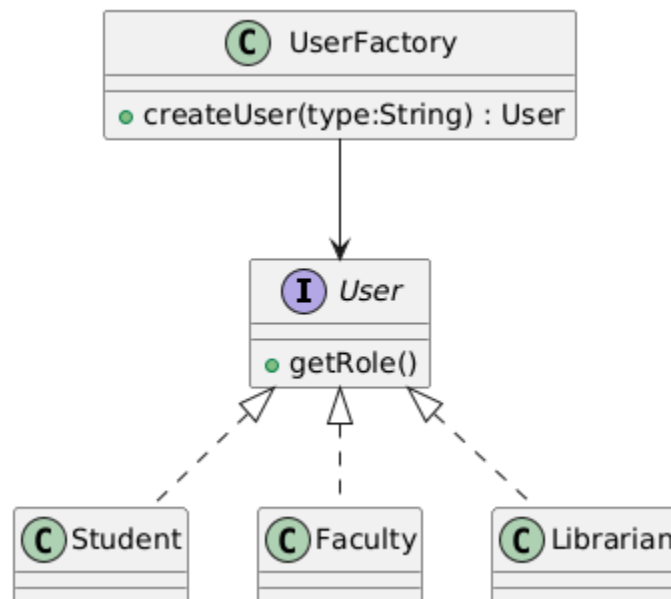 C UserFactory
createUser(type:String) : User
I User
getRole()
C Student
C Faculty
C Librarian